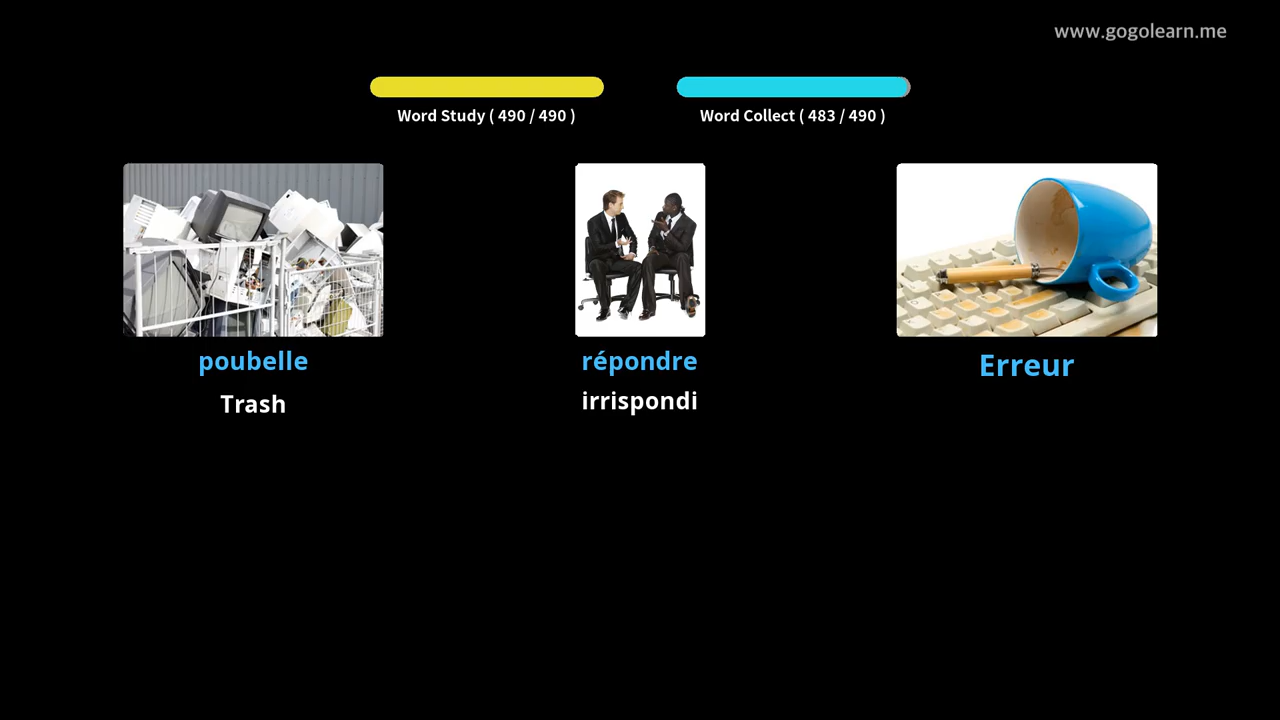 www.gogolearn.me
Word Study ( 490 / 490 )
Word Collect ( 483 / 490 )
poubelle
Trash
répondre
irrispondi
Erreur